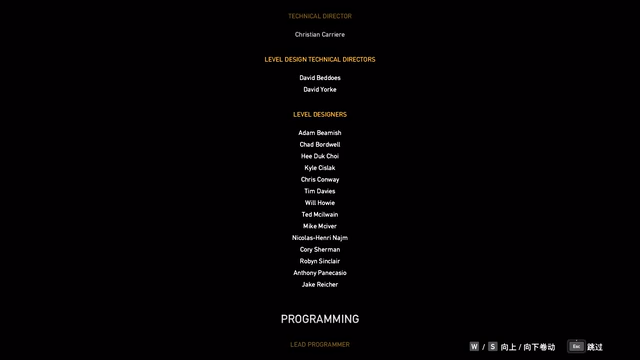 TECHNICAL DIRECTOR
Christian Carriere
LEVEL DESIGN TECHNICAL DIRECTORS
David Beddoes
David Yorke
LEVEL DESIGNERS
Adam Beamish
Chad Bordwell
Hee Duk Choi
Kyle Cislak
Chris Conway
Tim Davies
Will Howie
Ted Mcilwain
Mike Mciver
Nicolas-Henri Najm
Cory Sherman
Robyn Sinclair
Anthony Panecasio
Jake Reicher
PROGRAMMING
LEAD PROGRAMMER
W / S 向上 / 向下卷动 Esc 跳过